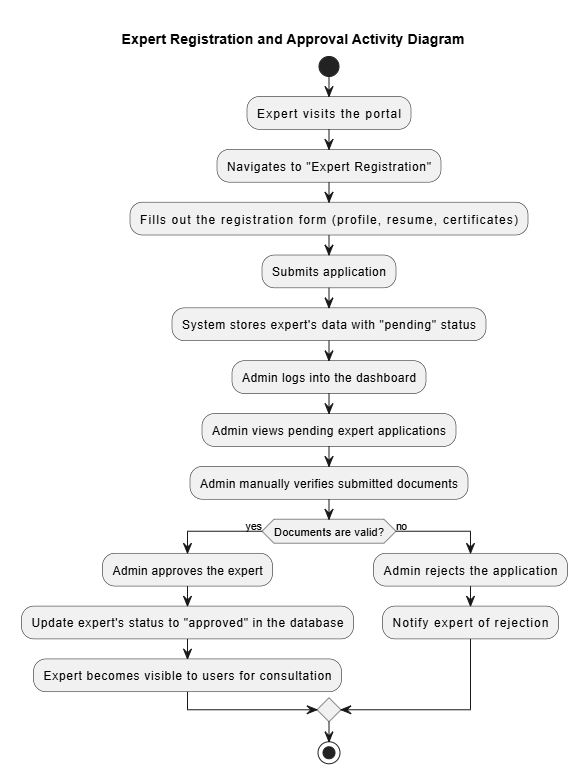 Expert Registration and Approval Activity Diagram
Expert visits the portal
Navigates to "Expert Registration"
Fills out the registration form (profile, resume, certificates)
Submits application
System stores expert's data with "pending" status
Admin logs into the dashboard
Admin views pending expert applications
Admin manually verifies submitted documents
yes
Documents are valid?
no
Admin approves the expert
Admin rejects the application
Update expert's status to "approved" in the database
Notify expert of rejection
Expert becomes visible to users for consultation